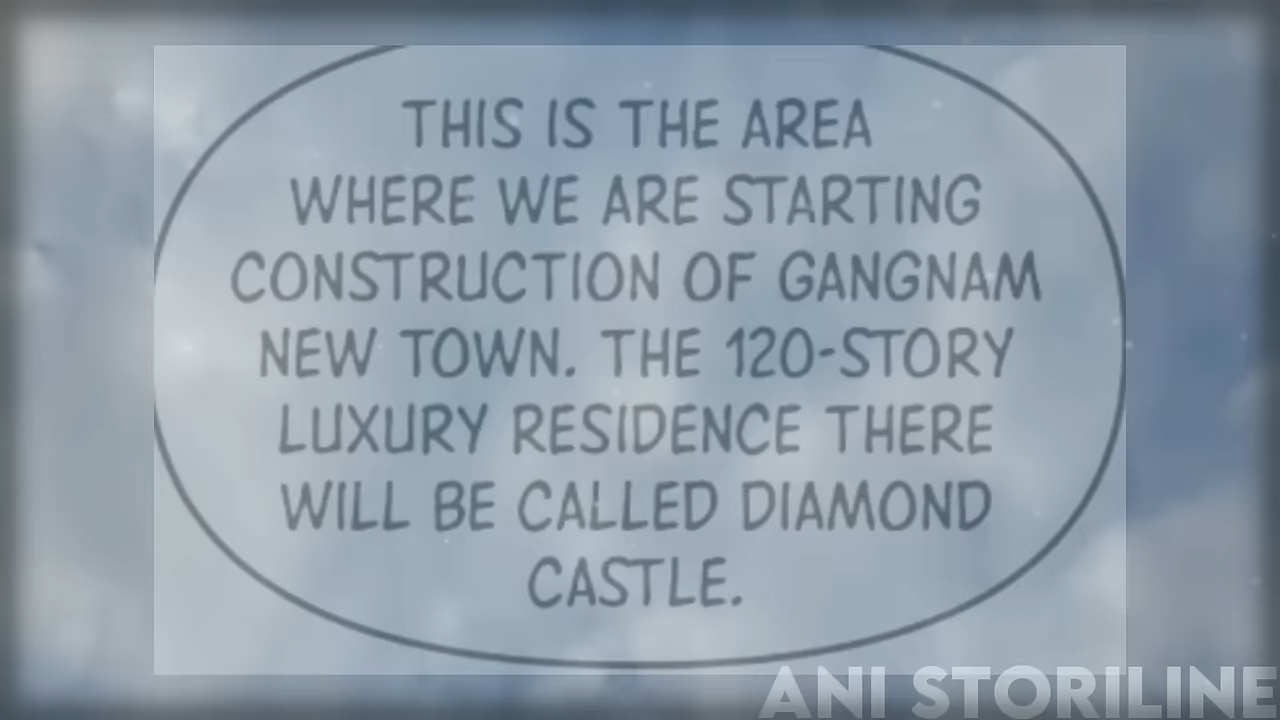 THIS IS THE AREA
WHERE WE ARE STARTING
CONSTRUCTION OF GANGNAM
NEW TOWN. THE 120-STORY
LUXURY RESIDENCE THERE
WILL BE CALLED DIAMOND
CASTLE.
ANI STORILINE